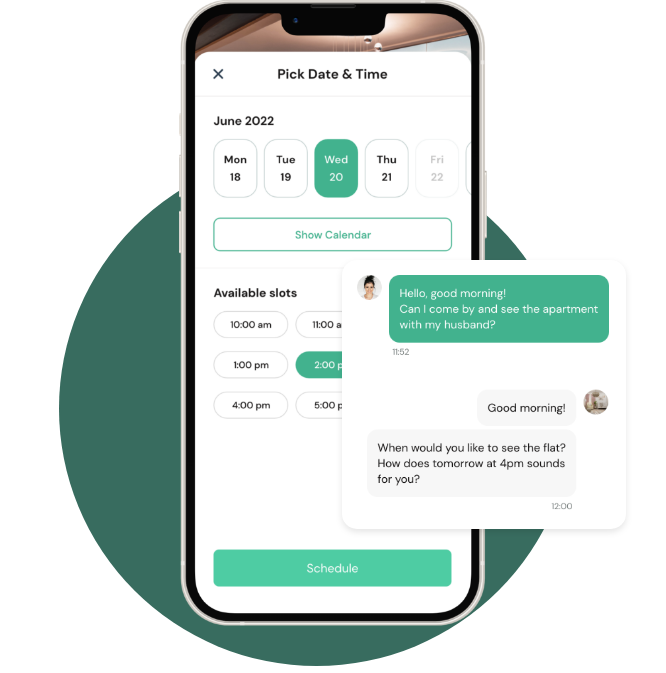 Pick Date & Time
June 2022
Mon Tue Wed Thu Fri
18 19 20 21 22
Show Calendar
Available slots
10:00 am 11:00
1:00 pm 2:00
4:00 pm 5:00
Schedule
Hello, good morning!
Can I come by and see the apartment
with my husband?
11:52
Good morning!
When would you like to see the flat?
How does tomorrow at 4pm sounds
for you?
12:00